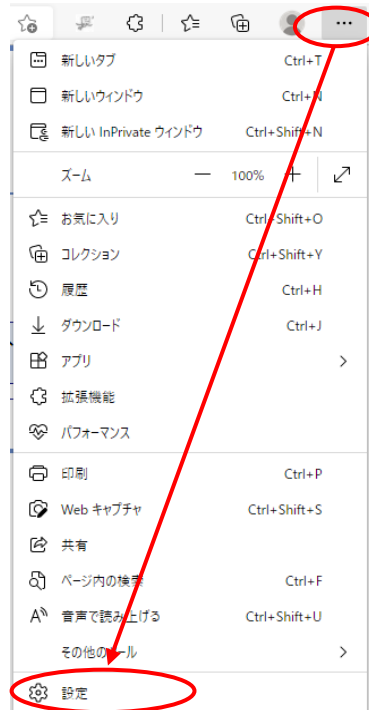 新しいタブ Ctrl+T
新しいウィンドウ Ctrl+N
新しい InPrivate ウィンドウ Ctrl+Shift+N
ズーム — 100% +
お気に入り Ctrl+Shift+O
コレクション Ctrl+Shift+Y
履歴 Ctrl+H
ダウンロード Ctrl+J
アプリ
拡張機能
パフォーマンス
印刷 Ctrl+P
Web キャプチャ Ctrl+Shift+S
共有
ページ内の検索 Ctrl+F
音声で読み上げる Ctrl+Shift+U
その他のツール
設定